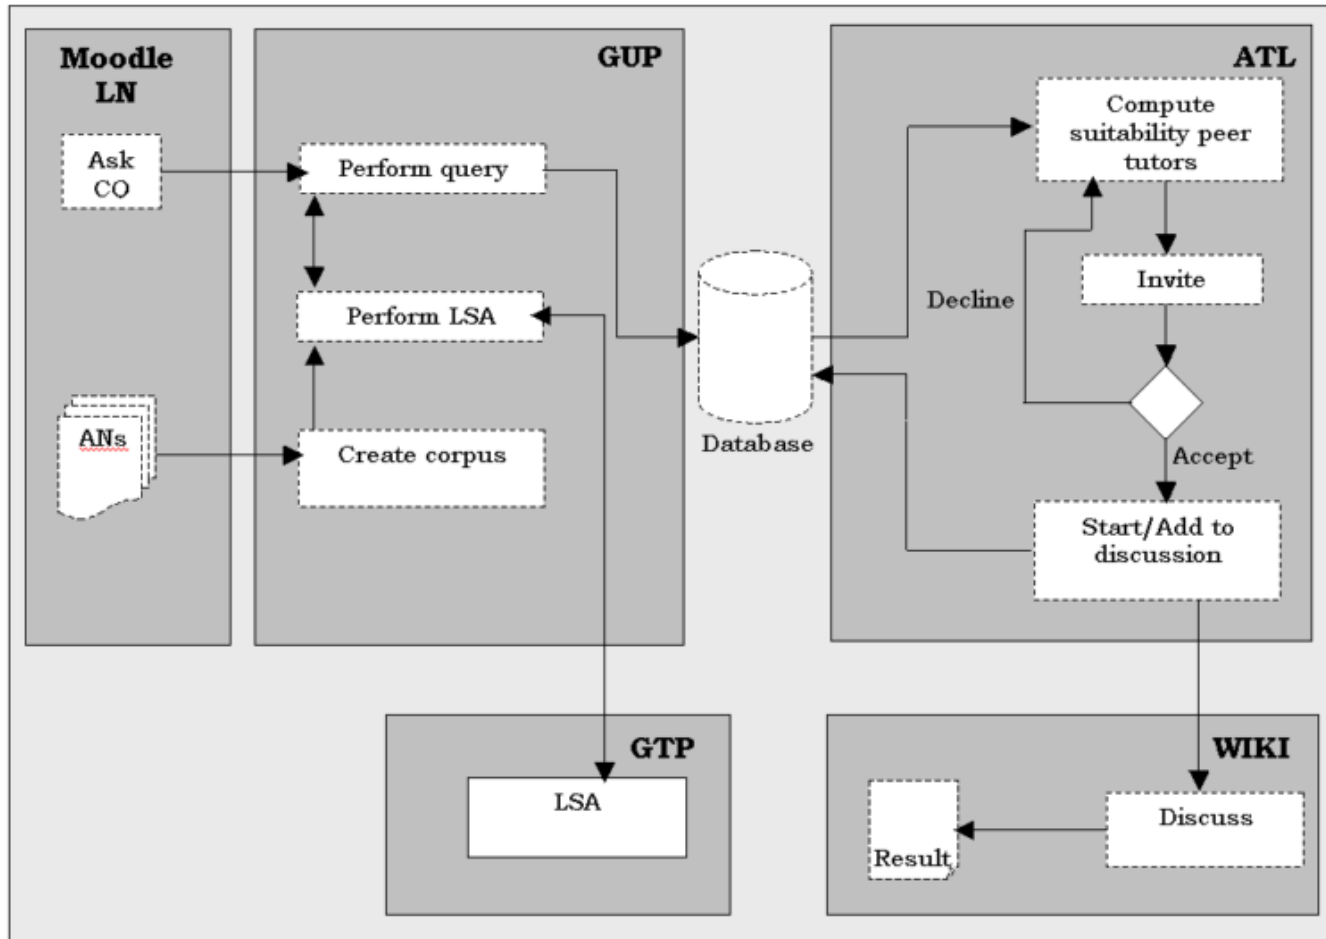 Moodle
LN
Ask
CQ
ANs
GUP
Perform query
Perform LSA
Create corpus
Database
ATL
Compute
suitability peer
tutors
Invite
Decline
Accept
Start/Add to
discussion
GTP
LSA
WIKI
Discuss
Result